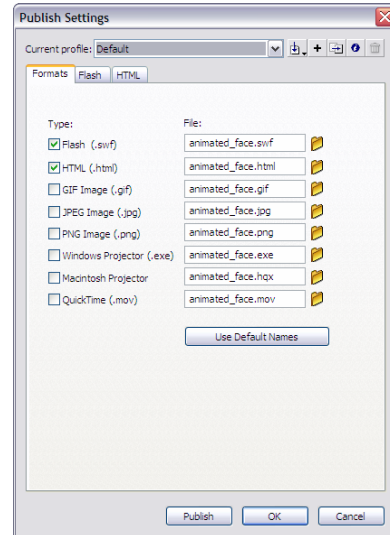 Publish Settings
Current profile: Default
Formats Flash HTML
Type: File:
Flash (.swf) animated_face.swf
HTML (.html) animated_face.html
GIF Image (.gif) animated_face.gif
JPEG Image (.jpg) animated_face.jpg
PNG Image (.png) animated_face.png
Windows Projector (.exe) animated_face.exe
Macintosh Projector animated_face.hqx
QuickTime (.mov) animated_face.mov
Use Default Names
Publish OK Cancel